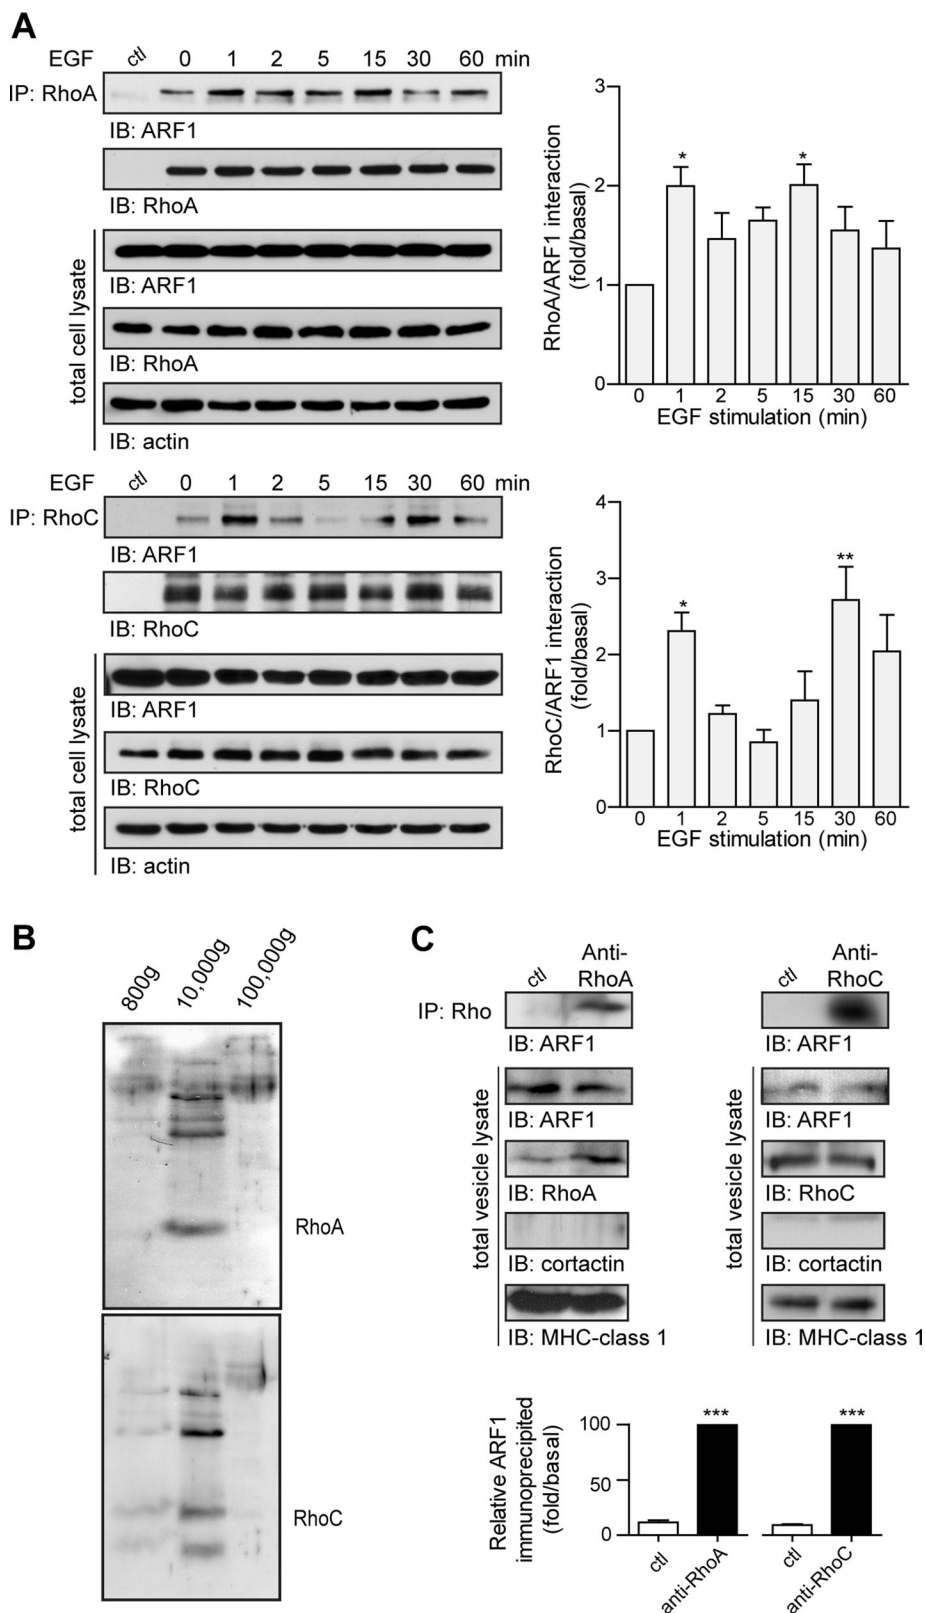 A
EGF ctl 0 1 2 5 15 30 60 min
IP: RhoA
IB: ARF1
IB: RhoA
total cell lysate
IB: ARF1
IB: RhoA
IB: actin
RhoA/ARF1 interaction
(fold/basal)
3
2
1
0
* *
0 1 2 5 15 30 60
EGF stimulation (min)
EGF ctl 0 1 2 5 15 30 60 min
IP: RhoC
IB: ARF1
IB: RhoC
total cell lysate
IB: ARF1
IB: RhoC
IB: actin
RhoC/ARF1 interaction
(fold/basal)
4
3
2
1
0
* **
0 1 2 5 15 30 60
EGF stimulation (min)
B
800g 10,000g 100,000g
RhoA
RhoC
C
ctl Anti-
RhoA
IP: Rho
IB: ARF1
total vesicle lysate
IB: ARF1
IB: RhoA
IB: cortactin
IB: MHC-class 1
ctl Anti-
RhoC
IB: ARF1
total vesicle lysate
IB: ARF1
IB: RhoC
IB: cortactin
IB: MHC-class 1
Relative ARF1
immunoprecipited
(fold/basal)
100
50
0
*** ***
ctl anti-RhoA ctl anti-RhoC